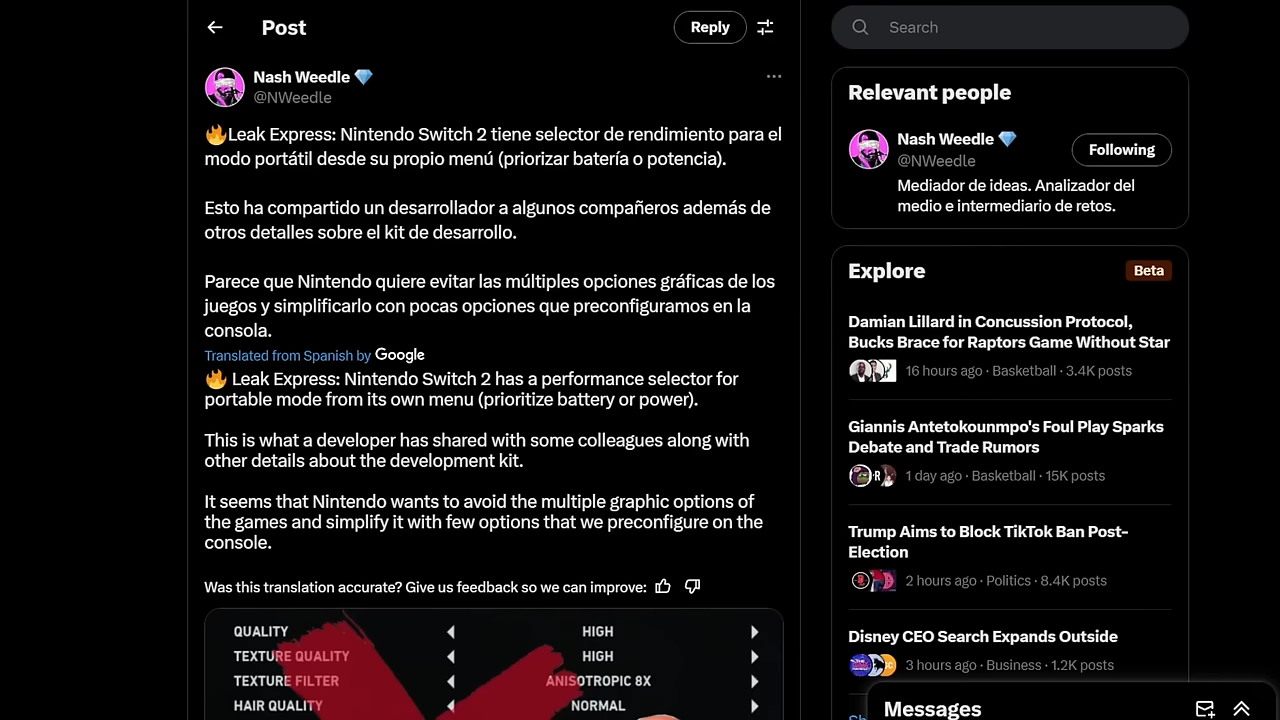 Post
Reply
Nash Weedle
@NWeedle
🔥Leak Express: Nintendo Switch 2 tiene selector de rendimiento para el
modo portátil desde su propio menú (priorizar batería o potencia).
Esto ha compartido un desarrollador a algunos compañeros además de
otros detalles sobre el kit de desarrollo.
Parece que Nintendo quiere evitar las múltiples opciones gráficas de los
juegos y simplificarlo con pocas opciones que preconfiguramos en la
consola.
Translated from Spanish by Google
🔥 Leak Express: Nintendo Switch 2 has a performance selector for
portable mode from its own menu (prioritize battery or power).
This is what a developer has shared with some colleagues along with
other details about the development kit.
It seems that Nintendo wants to avoid the multiple graphic options of
the games and simplify it with few options that we preconfigure on the
console.
Was this translation accurate? Give us feedback so we can improve:
QUALITY HIGH
TEXTURE QUALITY HIGH
TEXTURE FILTER ANISOTROPIC 8X
HAIR QUALITY NORMAL
Search
Relevant people
Nash Weedle
@NWeedle
Following
Mediador de ideas. Analizador del
medio e intermediario de retos.
Explore
Beta
Damian Lillard in Concussion Protocol,
Bucks Brace for Raptors Game Without Star
16 hours ago · Basketball · 3.4K posts
Giannis Antetokounmpo's Foul Play Sparks
Debate and Trade Rumors
1 day ago · Basketball · 15K posts
Trump Aims to Block TikTok Ban Post-
Election
2 hours ago · Politics · 8.4K posts
Disney CEO Search Expands Outside
3 hours ago · Business · 1.2K posts
Messages